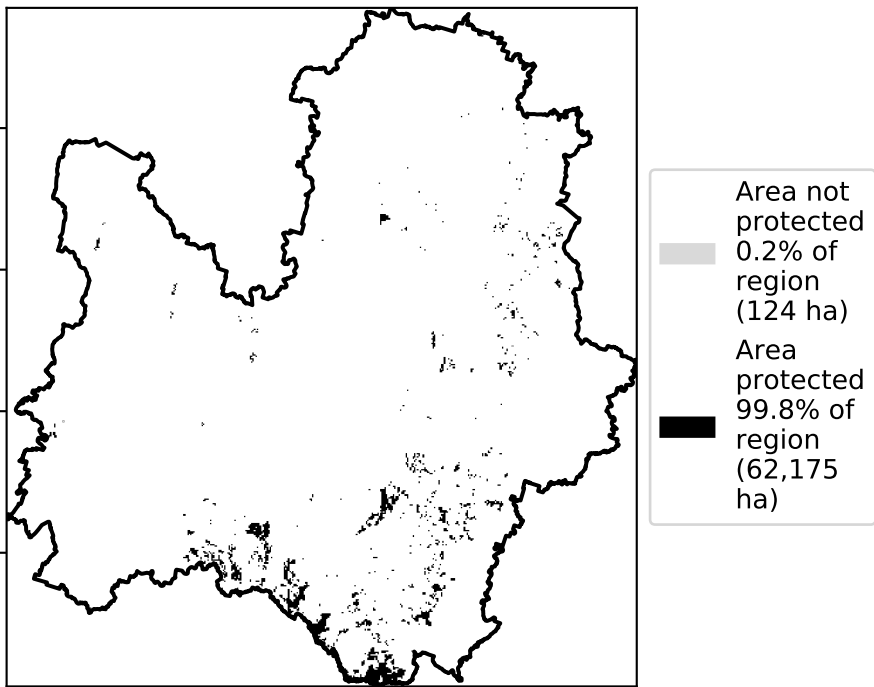 Area not
protected
0.2% of
region
(124 ha)
Area
protected
99.8% of
region
(62,175
ha)